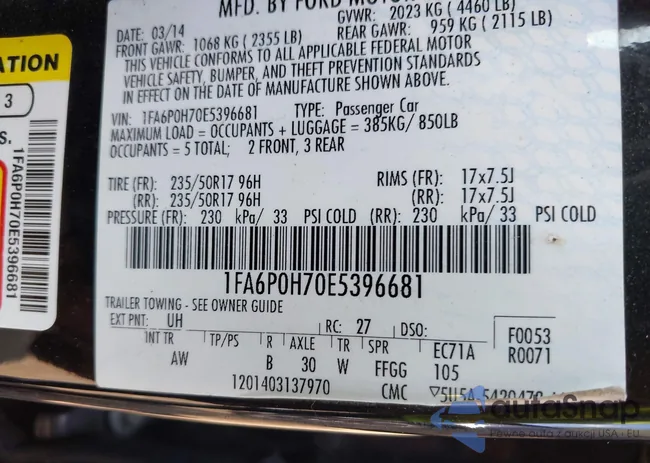 MFD. BY FORD MOTOR
DATE: 03/14 GVWR: 2023 KG ( 4460 LB)
FRONT GAWR: 1068 KG ( 2355 LB) REAR GAWR: 959 KG ( 2115 LB)
THIS VEHICLE CONFORMS TO ALL APPLICABLE FEDERAL MOTOR
VEHICLE SAFETY, BUMPER, AND THEFT PREVENTION STANDARDS
IN EFFECT ON THE DATE OF MANUFACTURE SHOWN ABOVE.
VIN: 1FA6P0H70E5396681 TYPE: Passenger Car
MAXIMUM LOAD = OCCUPANTS + LUGGAGE = 385KG/ 850LB
OCCUPANTS = 5 TOTAL; 2 FRONT, 3 REAR
TIRE (FR): 235/50R17 96H RIMS (FR): 17x7.5J
(RR): 235/50R17 96H (RR): 17x7.5J
PRESSURE (FR): 230 kPa/ 33 PSI COLD (RR): 230 kPa/ 33 PSI COLD
1FA6P0H70E5396681
TRAILER TOWING - SEE OWNER GUIDE
EXT PNT: UH RC: 27 DSO: F0053
INT TR TP/PS R AXLE TR SPR EC71A R0071
AW B 30 W FFGG 105
1201403137970 CMC
ATION
3
S.
1FA6P0H70E5396681
autoSnap
Pewne auta z aukcji USA i EU